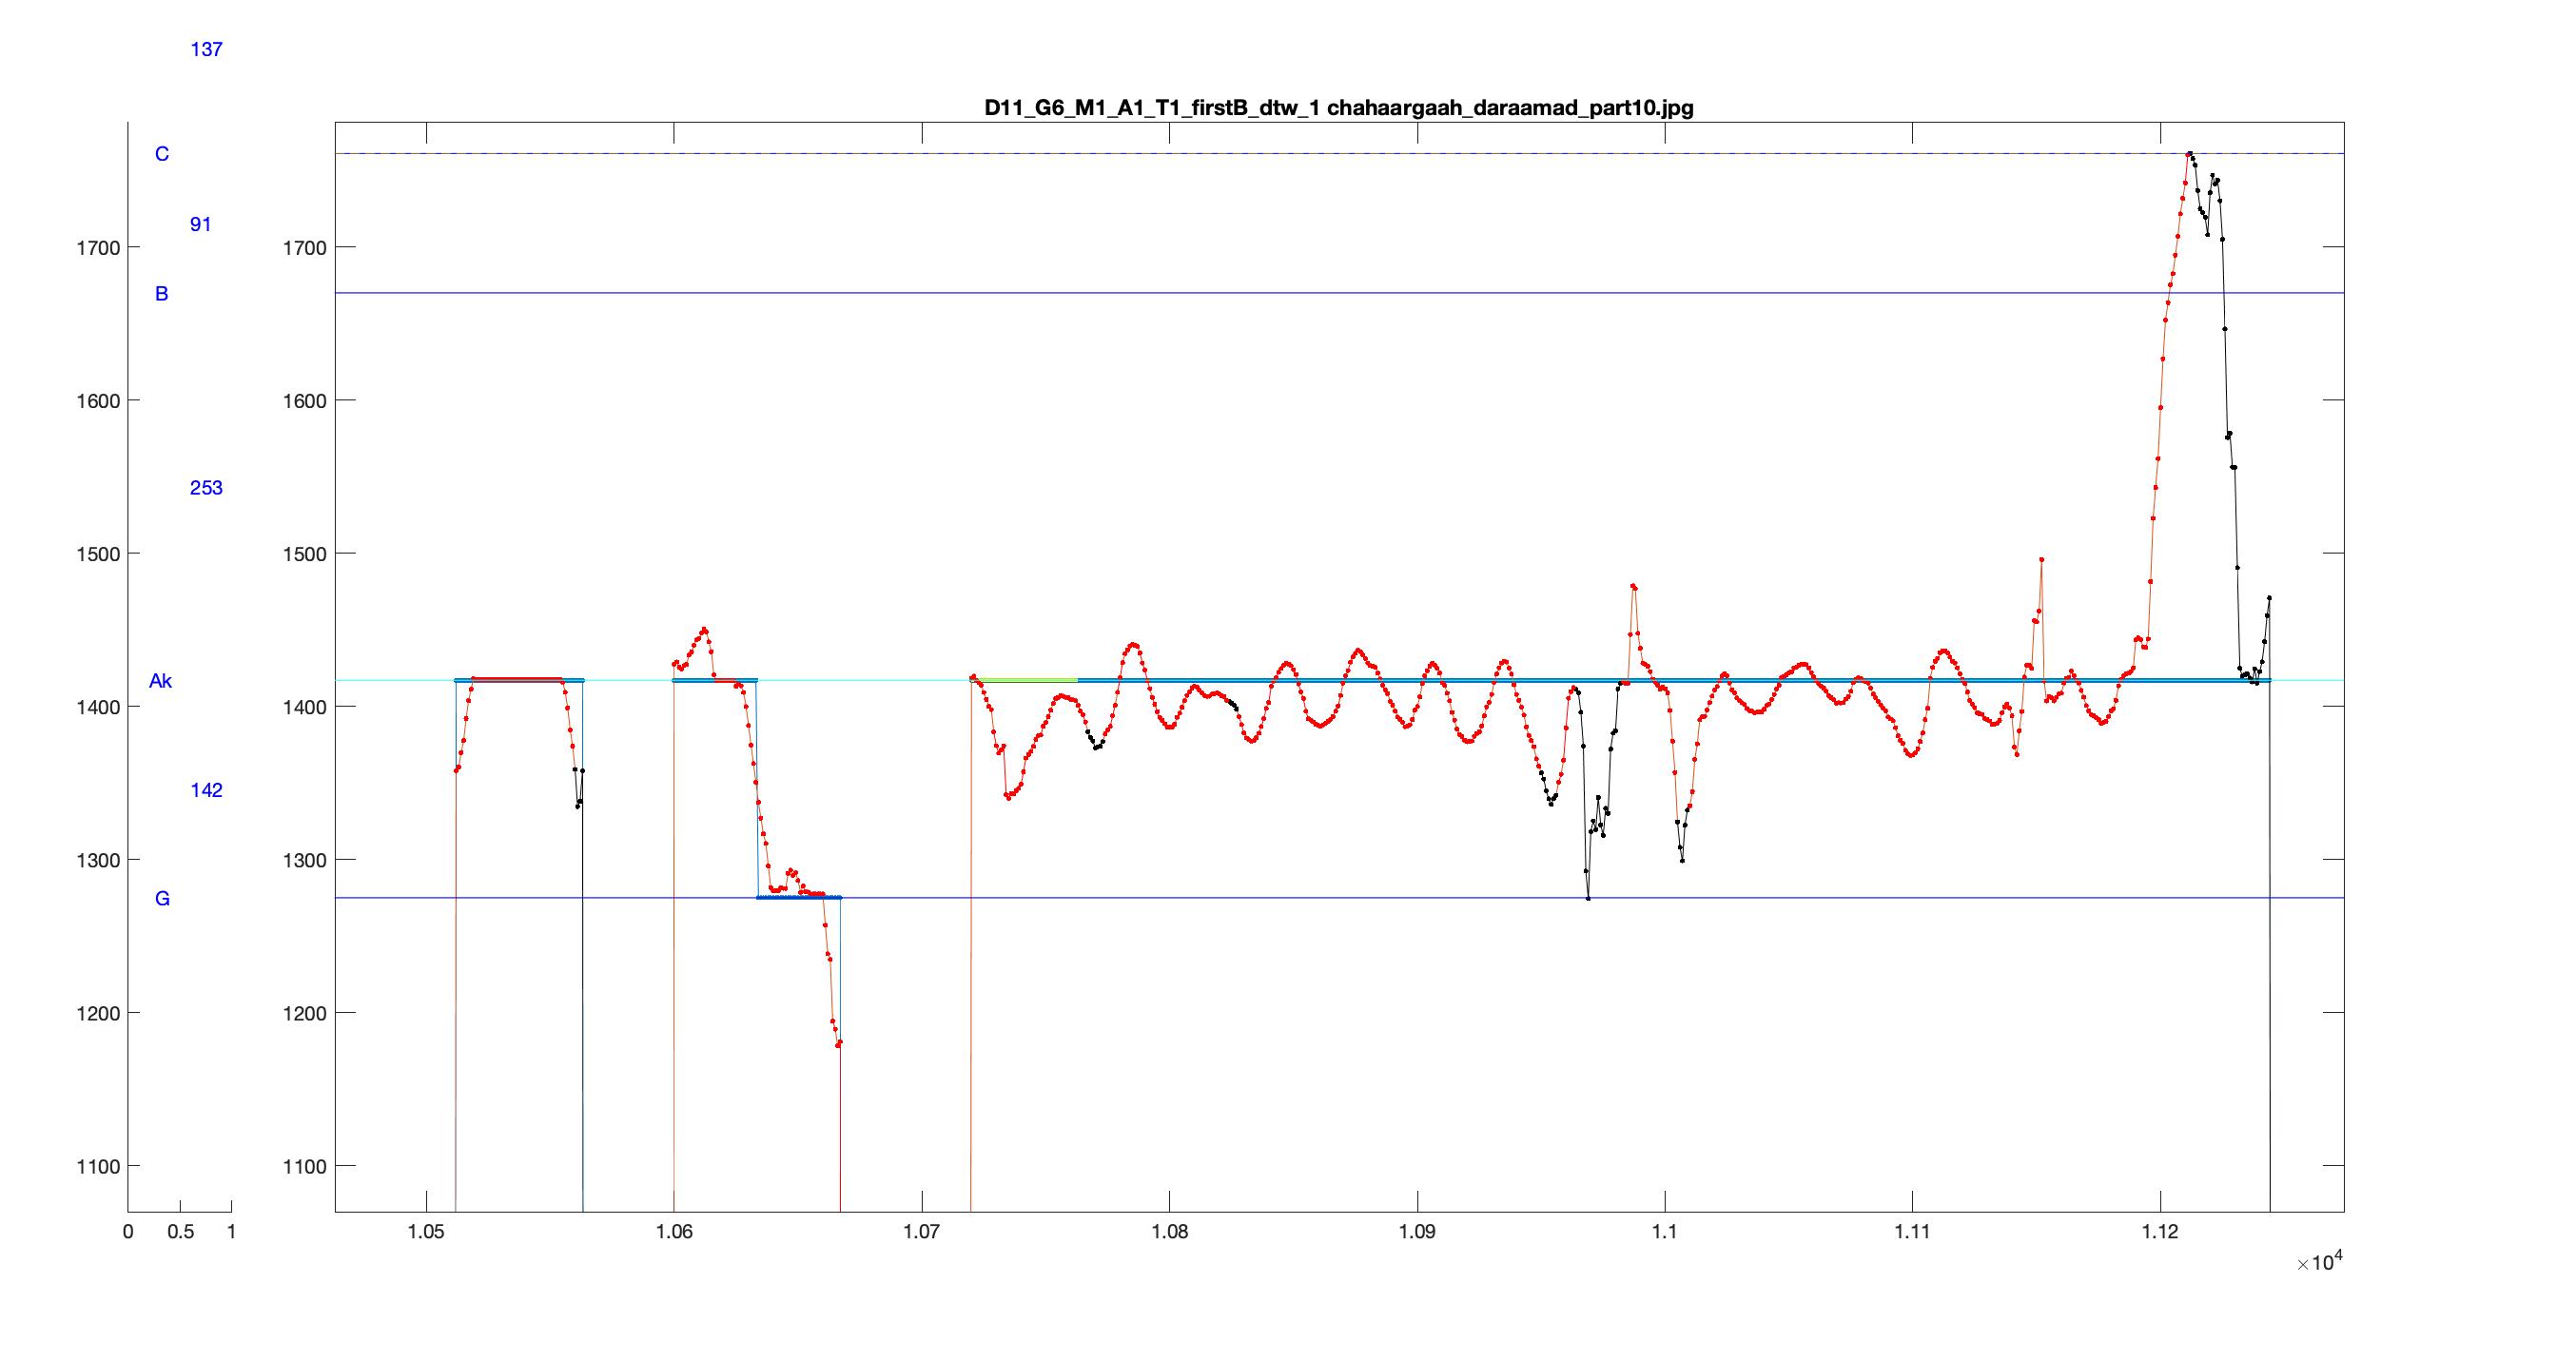 137
D11_G6_M1_A1_T1_firstB_dtw_1 chahaargaah_daraamad_part10.jpg
C
91
1700 1700
B
1600 1600
253
1500 1500
Ak
1400 1400
142
1300 1300
G
1200 1200
1100 1100
0 0.5 1 1.05 1.06 1.07 1.08 1.09 1.1 1.11 1.12
×10⁴